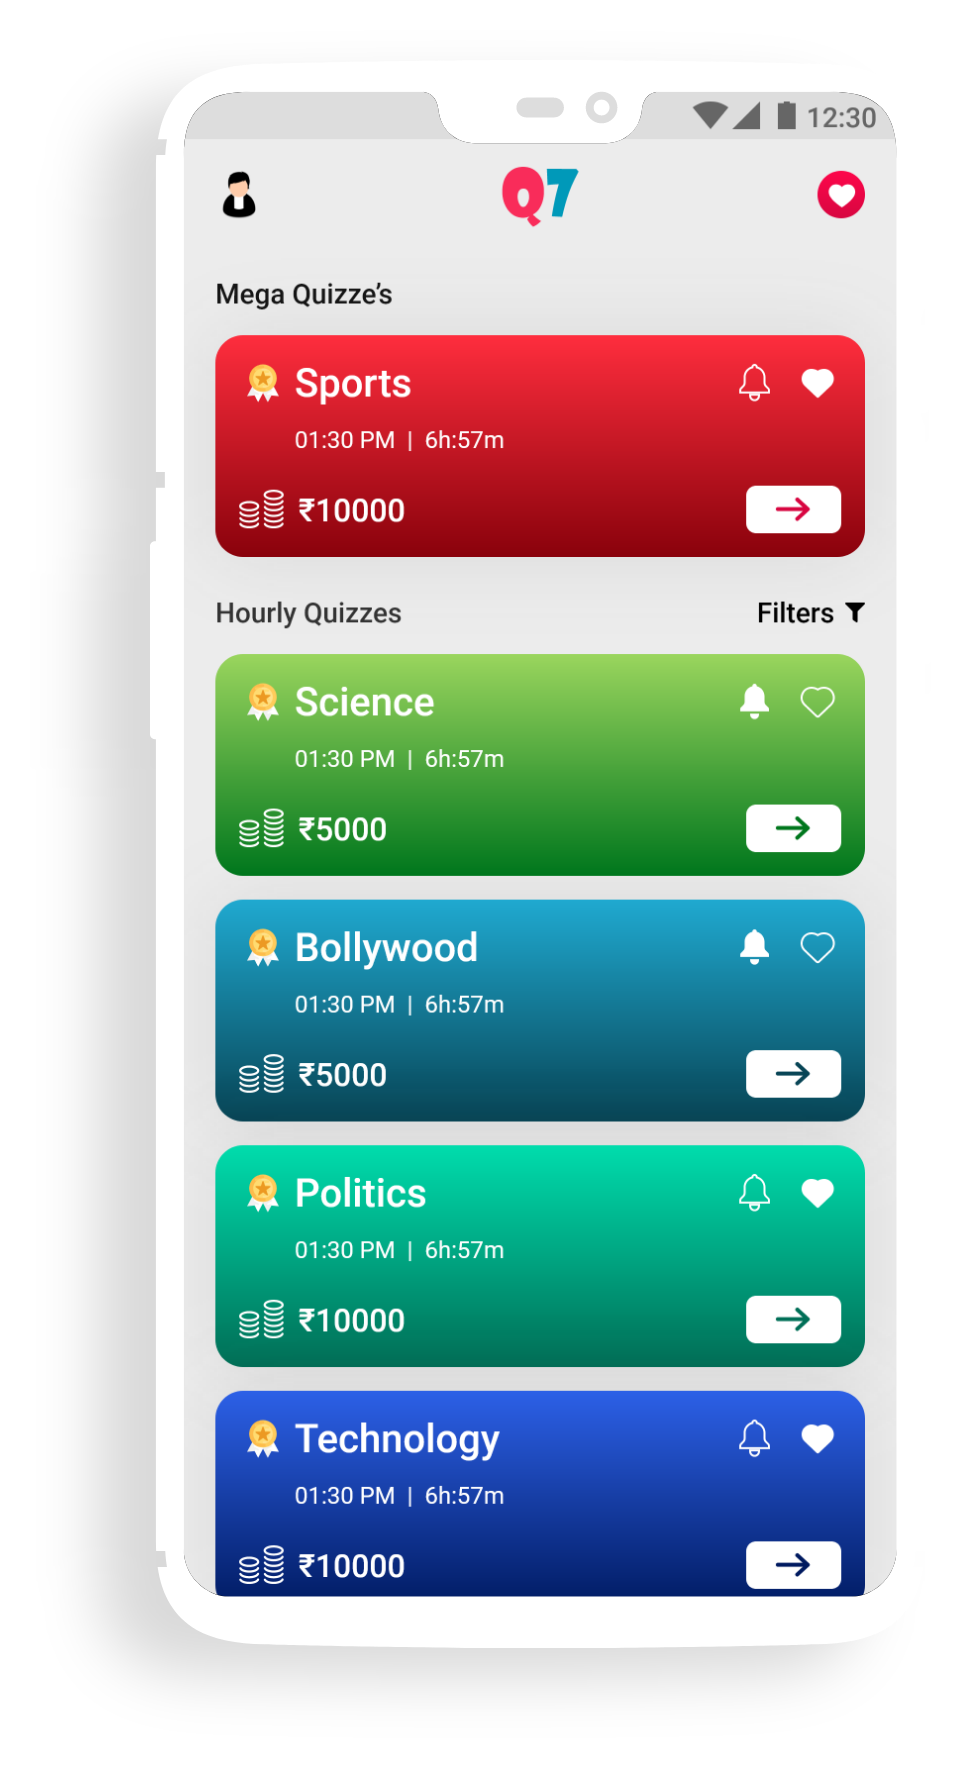 12:30
Q7
Mega Quizze’s
Sports
01:30 PM | 6h:57m
₹10000
Hourly Quizzes
Filters
Science
01:30 PM | 6h:57m
₹5000
Bollywood
01:30 PM | 6h:57m
₹5000
Politics
01:30 PM | 6h:57m
₹10000
Technology
01:30 PM | 6h:57m
₹10000